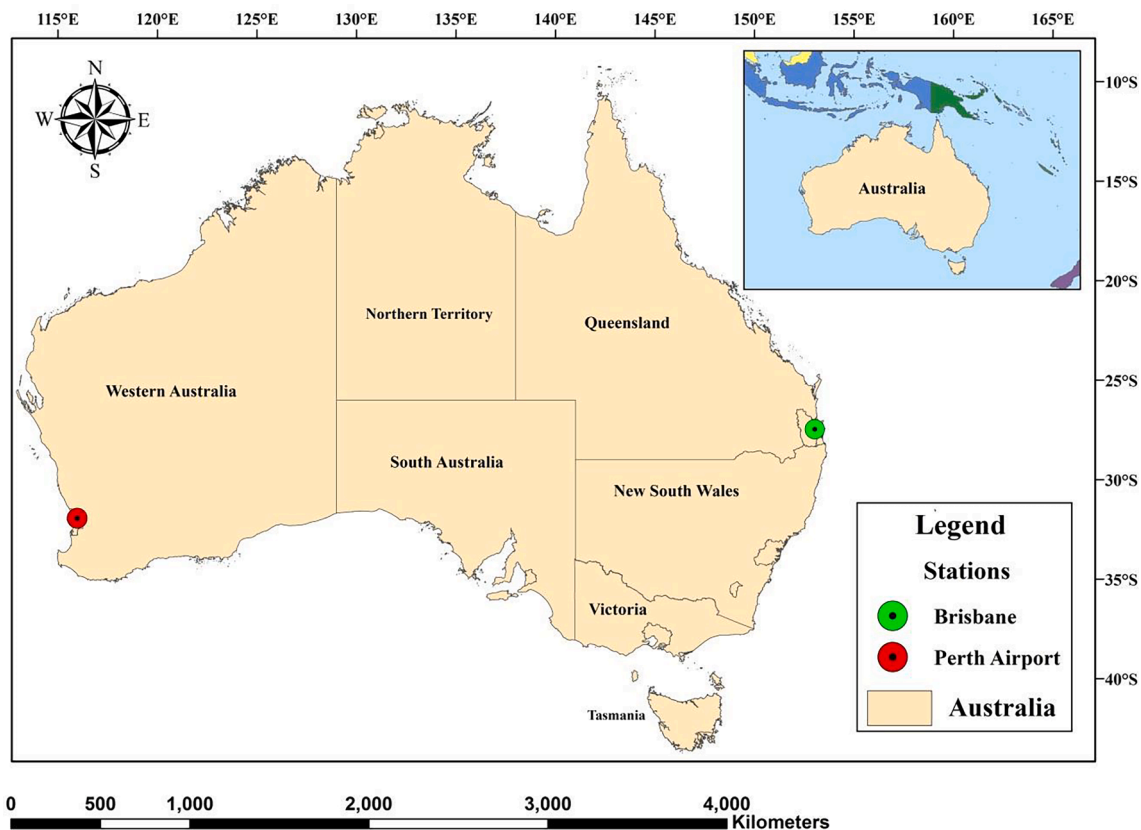 115°E 120°E 125°E 130°E 135°E 140°E 145°E 150°E 155°E 160°E 165°E
N
W E
S
10°S
15°S
20°S
25°S
30°S
35°S
40°S
Australia
Northern Territory
Queensland
Western Australia
South Australia
New South Wales
Victoria
Tasmania
Legend
Stations
Brisbane
Perth Airport
Australia
0 500 1,000 2,000 3,000 4,000
Kilometers